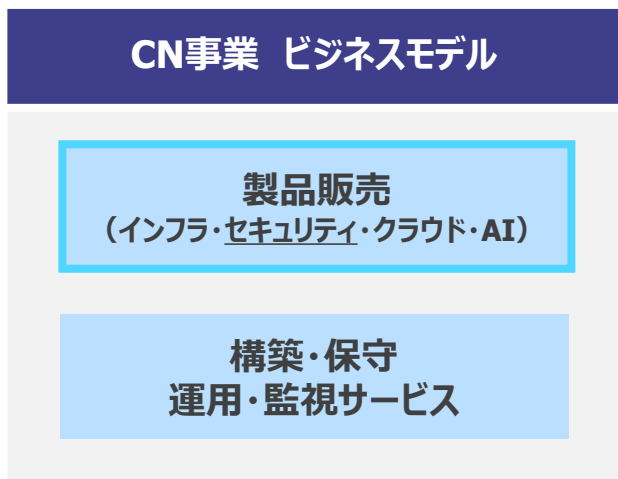 CN事業 ビジネスモデル
製品販売
（インフラ・セキュリティ・クラウド・AI）
構築・保守
運用・監視サービス